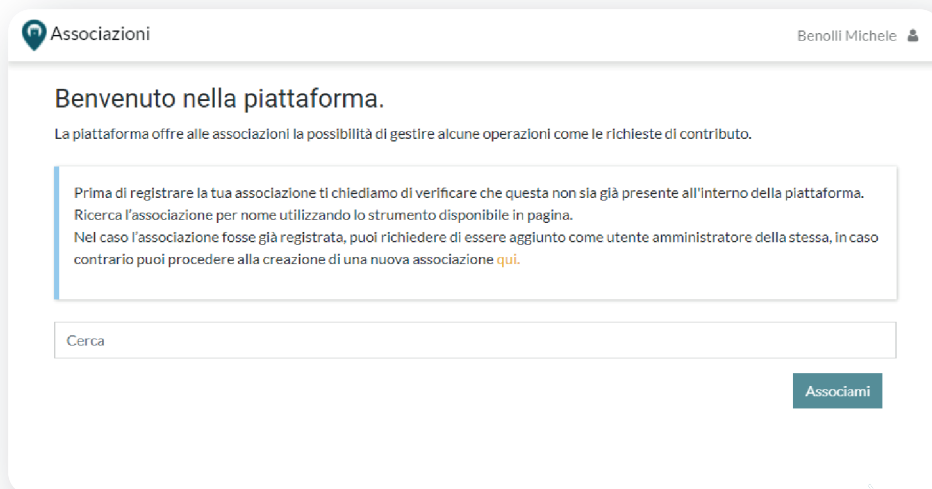 Associazioni
Benolli Michele
Benvenuto nella piattaforma.
La piattaforma offre alle associazioni la possibilità di gestire alcune operazioni come le richieste di contributo.
Prima di registrare la tua associazione ti chiediamo di verificare che questa non sia già presente all'interno della piattaforma.
Ricerca l'associazione per nome utilizzando lo strumento disponibile in pagina.
Nel caso l'associazione fosse già registrata, puoi richiedere di essere aggiunto come utente amministratore della stessa, in caso
contrario puoi procedere alla creazione di una nuova associazione qui.
Cerca
Associami